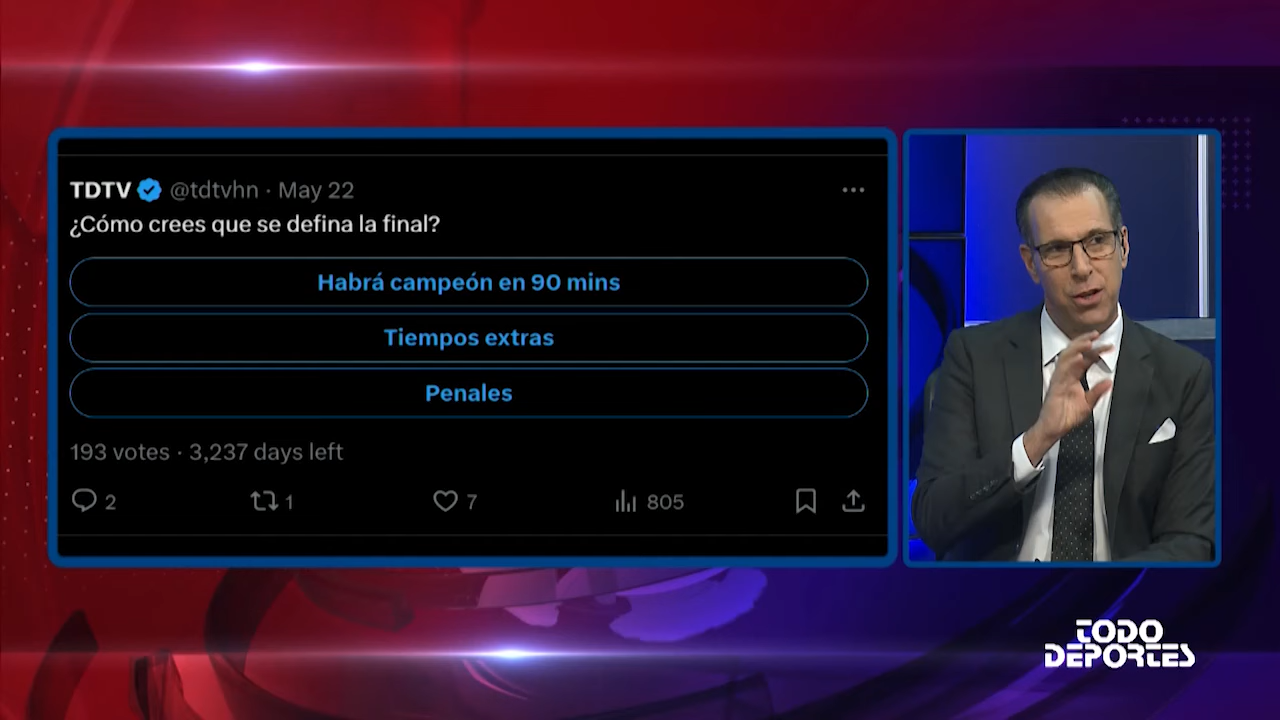 TDTV @tdtvhn · May 22
¿Cómo crees que se defina la final?
Habrá campeón en 90 mins
Tiempos extras
Penales
193 votes · 3,237 days left
2 1 7 805
TODO
DEPORTES